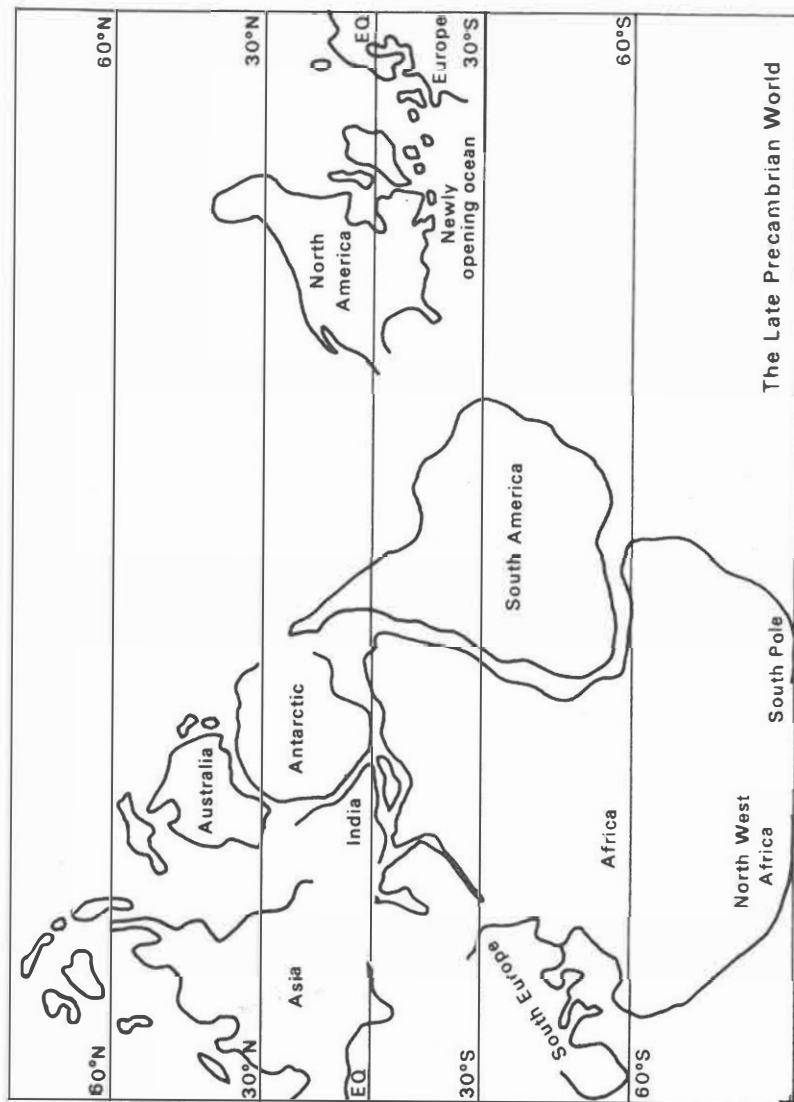 60°N
60°N
30°N
30°N
EQ
EQ
30°S
30°S
60°S
60°S
Asia
Australia
Antarctic
India
South America
North
America
Newly
opening ocean
Europe
South Europe
Africa
North West
Africa
South Pole
The Late Precambrian World